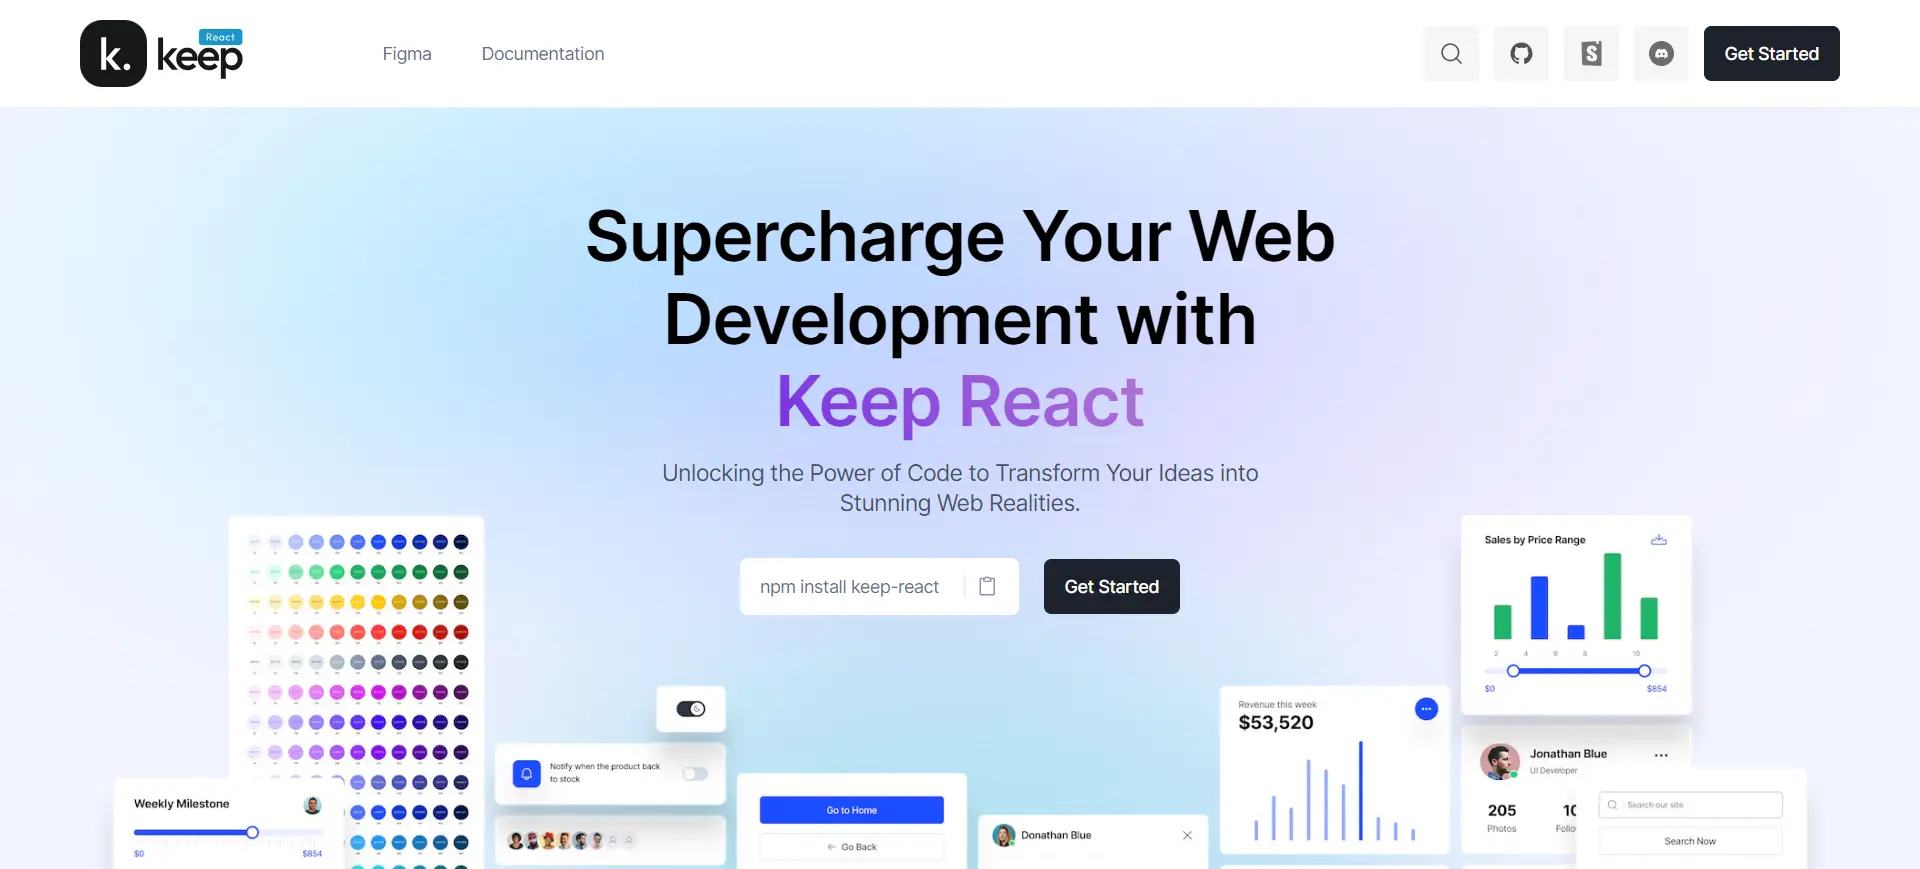 k.
keep
React
Figma
Documentation
Get Started
Supercharge Your Web
Development with
Keep React
Unlocking the Power of Code to Transform Your Ideas into
Stunning Web Realities.
npm install keep-react
Get Started
Sales by Price Range
2 4 6 8 10
$0 $854
Revenue this week
$53,520
Notify when the product back
to stock
Weekly Milestone
$0 $854
Go to Home
Go Back
Donathan Blue
Jonathan Blue
UI Developer
205
Photos
10
Follo
Search our site
Search Now